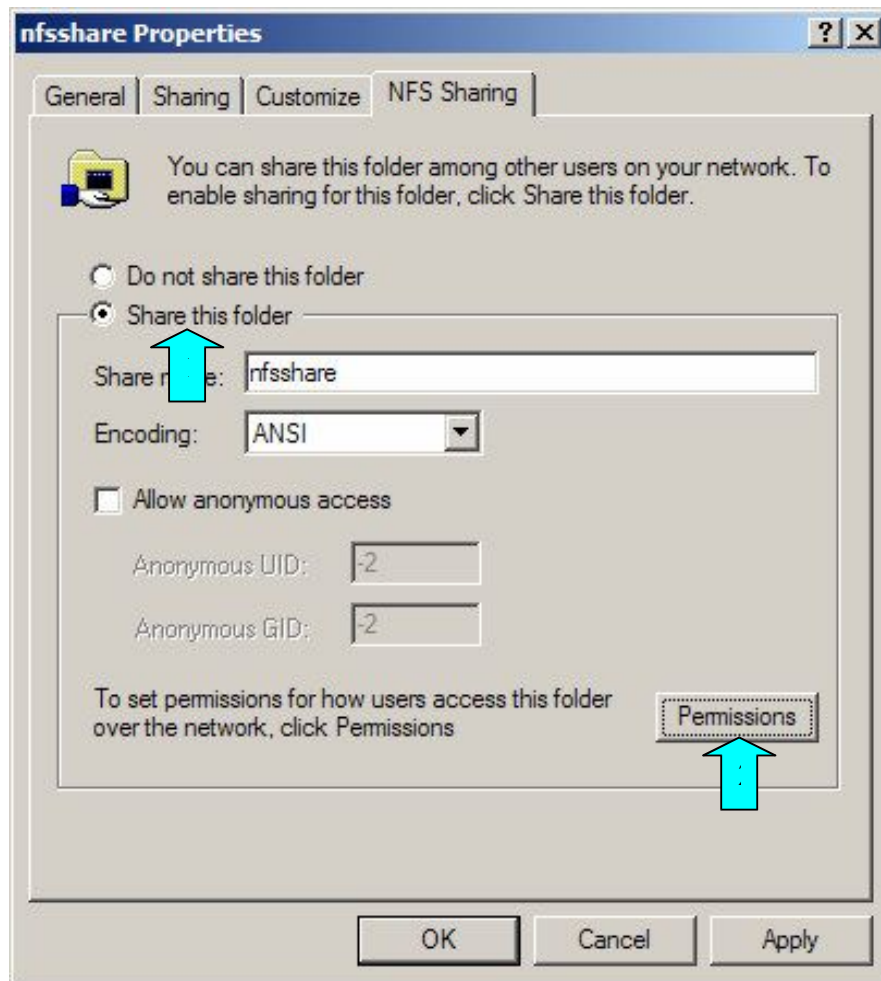 nfsshare Properties
General Sharing Customize NFS Sharing
You can share this folder among other users on your network. To
enable sharing for this folder, click Share this folder.
Do not share this folder
Share this folder
Share
nfsshare
Encoding: ANSI
Allow anonymous access
Anonymous UID: -2
Anonymous GID: -2
To set permissions for how users access this folder
over the network, click Permissions
Permissions
OK Cancel Apply